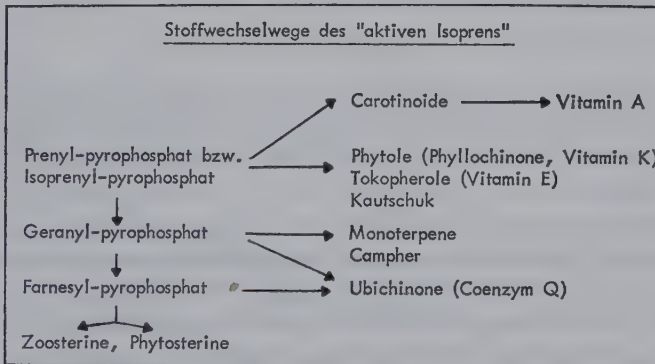 Stoffwechselwege des "aktiven Isoprens"
Carotinoide Vitamin A
Prenyl-pyrophosphat bzw.
Isoprenyl-pyrophosphat
Phytole (Phyllochinone, Vitamin K)
Tokopherole (Vitamin E)
Kautschuk
Geranyl-pyrophosphat
Monoterpene
Campher
Farnesyl-pyrophosphat
Ubichinone (Coenzym Q)
Zoosterine, Phytosterine